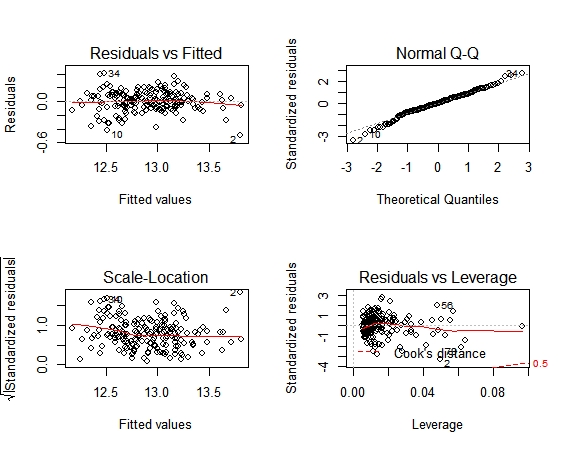 Residuals vs Fitted
Residuals
0.0
-0.6
34
10
2
12.5 13.0 13.5
Fitted values
Normal Q-Q
Standardized residuals
2
0
-3
34
10
2
-3 -2 -1 0 1 2 3
Theoretical Quantiles
Scale-Location
√|Standardized residuals|
1.0
0.0
2
12.5 13.0 13.5
Fitted values
Residuals vs Leverage
Standardized residuals
3
1
-1
-4
56
Cook's distance
2
0.5
0.00 0.04 0.08
Leverage